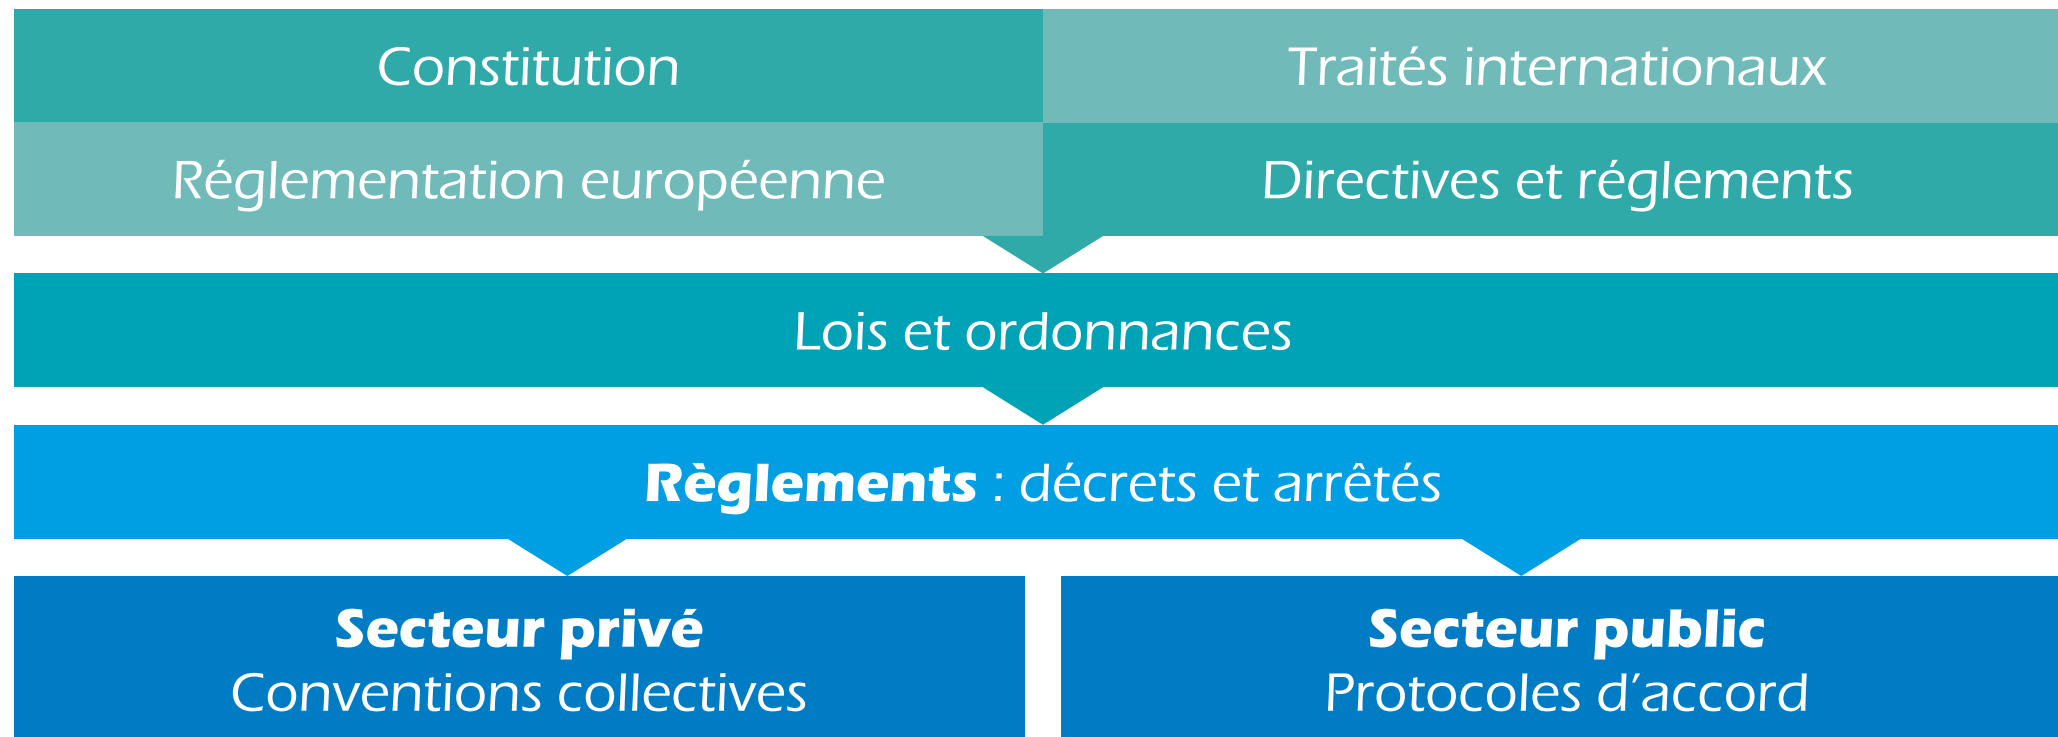 Constitution
Traités internationaux
Réglementation européenne
Directives et réglements
Lois et ordonnances
Règlements : décrets et arrêtés
Secteur privé
Conventions collectives
Secteur public
Protocoles d’accord